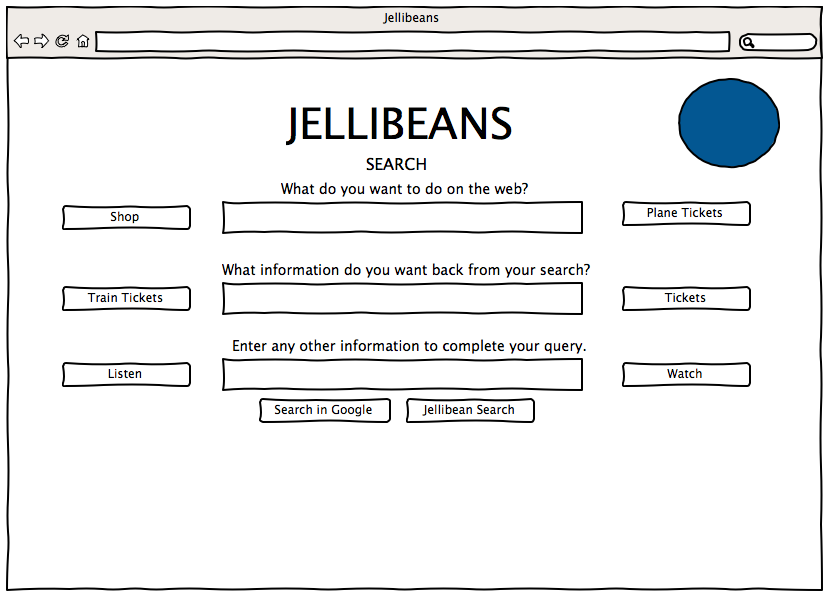 Jellibeans
JELLIBEANS
SEARCH
What do you want to do on the web?
Shop
Plane Tickets
What information do you want back from your search?
Train Tickets
Tickets
Enter any other information to complete your query.
Listen
Watch
Search in Google
Jellibean Search